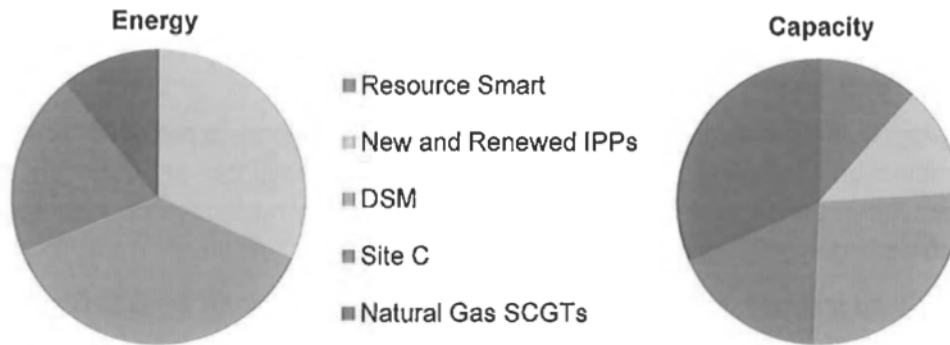 Energy
Capacity
Resource Smart
New and Renewed IPPs
DSM
Site C
Natural Gas SCGTs